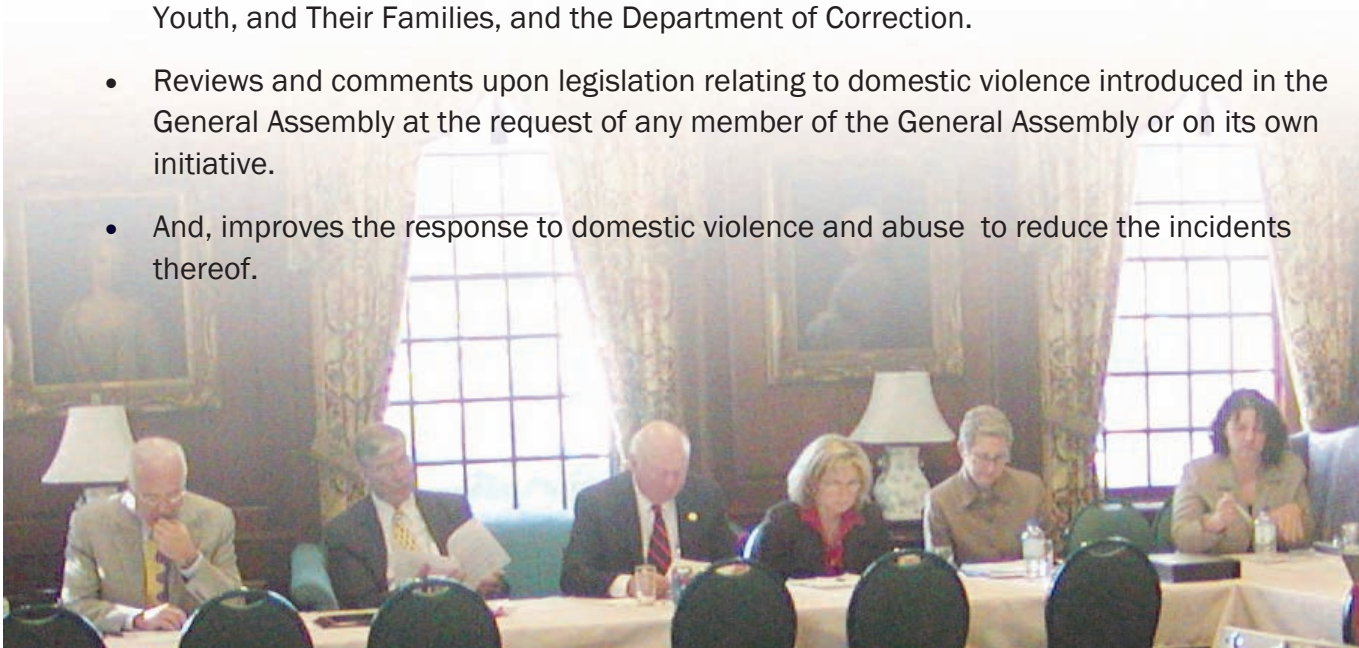 Youth, and Their Families, and the Department of Correction.
• Reviews and comments upon legislation relating to domestic violence introduced in the
General Assembly at the request of any member of the General Assembly or on its own
initiative.
• And, improves the response to domestic violence and abuse  to reduce the incidents
thereof.